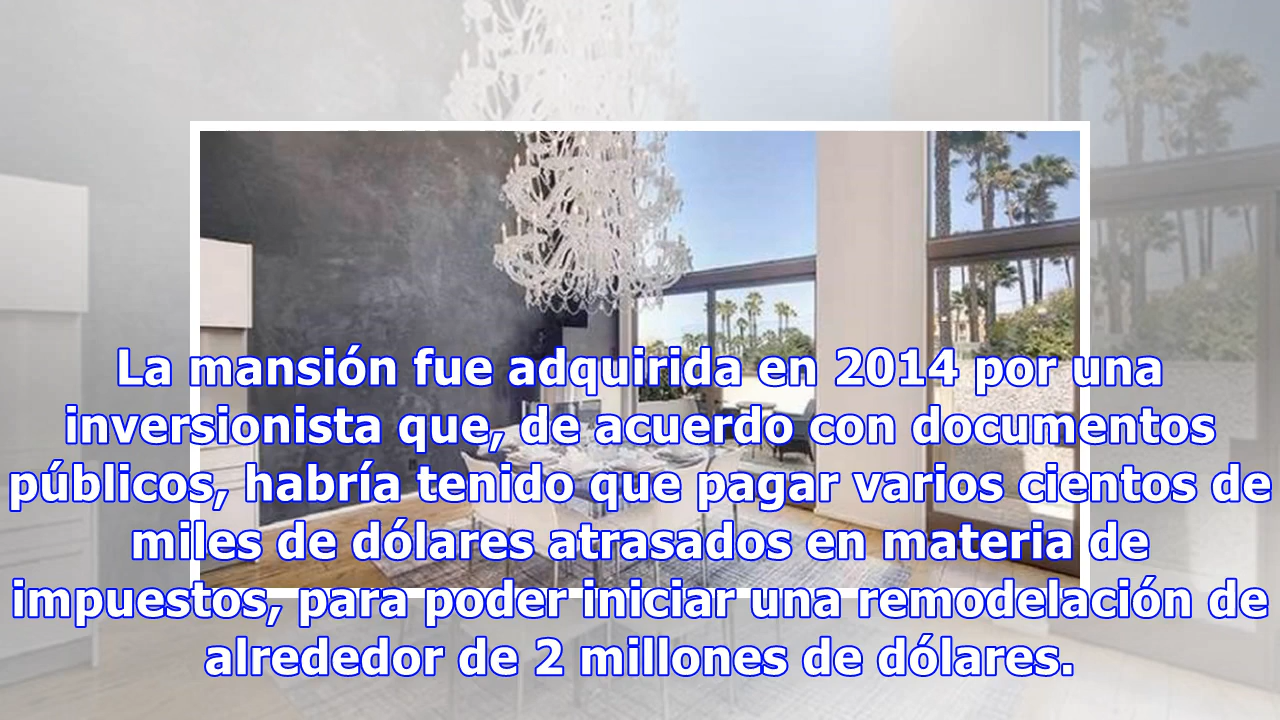 La mansión fue adquirida en 2014 por una
inversionista que, de acuerdo con documentos
públicos, habría tenido que pagar varios cientos de
miles de dólares atrasados en materia de
impuestos, para poder iniciar una remodelación de
alrededor de 2 millones de dólares.